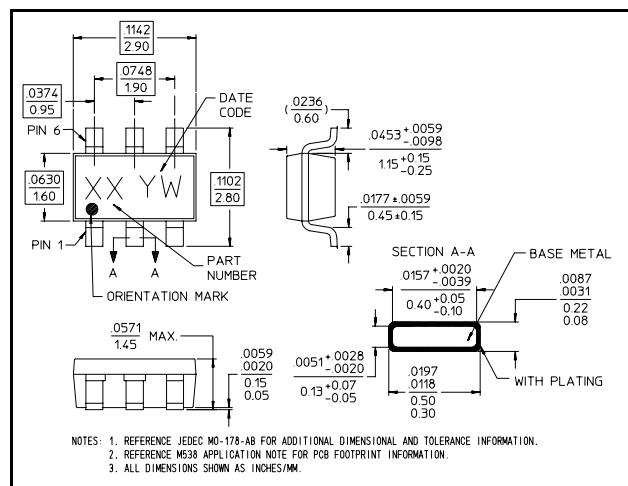 .1142
2.90
.0748
1.90
.0374
0.95
DATE
CODE
PIN 6
.0630
1.60
XX YW
.1102
2.80
PIN 1
A A
PART
NUMBER
ORIENTATION MARK
(.0236
0.60)
.0453 +.0059
-.0098
1.15 +0.15
-0.25
.0177 ±.0059
0.45 ±0.15
SECTION A-A
BASE METAL
.0157 +.0020
-.0039
0.40 +0.05
-0.10
.0087
.0031
0.22
0.08
.0571
1.45 MAX.
.0059
.0020
0.15
0.05
.0051 +.0028
-.0020
0.13 +0.07
-0.05
.0197
.0118
0.50
0.30
WITH PLATING
NOTES: 1. REFERENCE JEDEC MO-178-AB FOR ADDITIONAL DIMENSIONAL AND TOLERANCE INFORMATION.
2. REFERENCE M538 APPLICATION NOTE FOR PCB FOOTPRINT INFORMATION.
3. ALL DIMENSIONS SHOWN AS INCHES/MM.